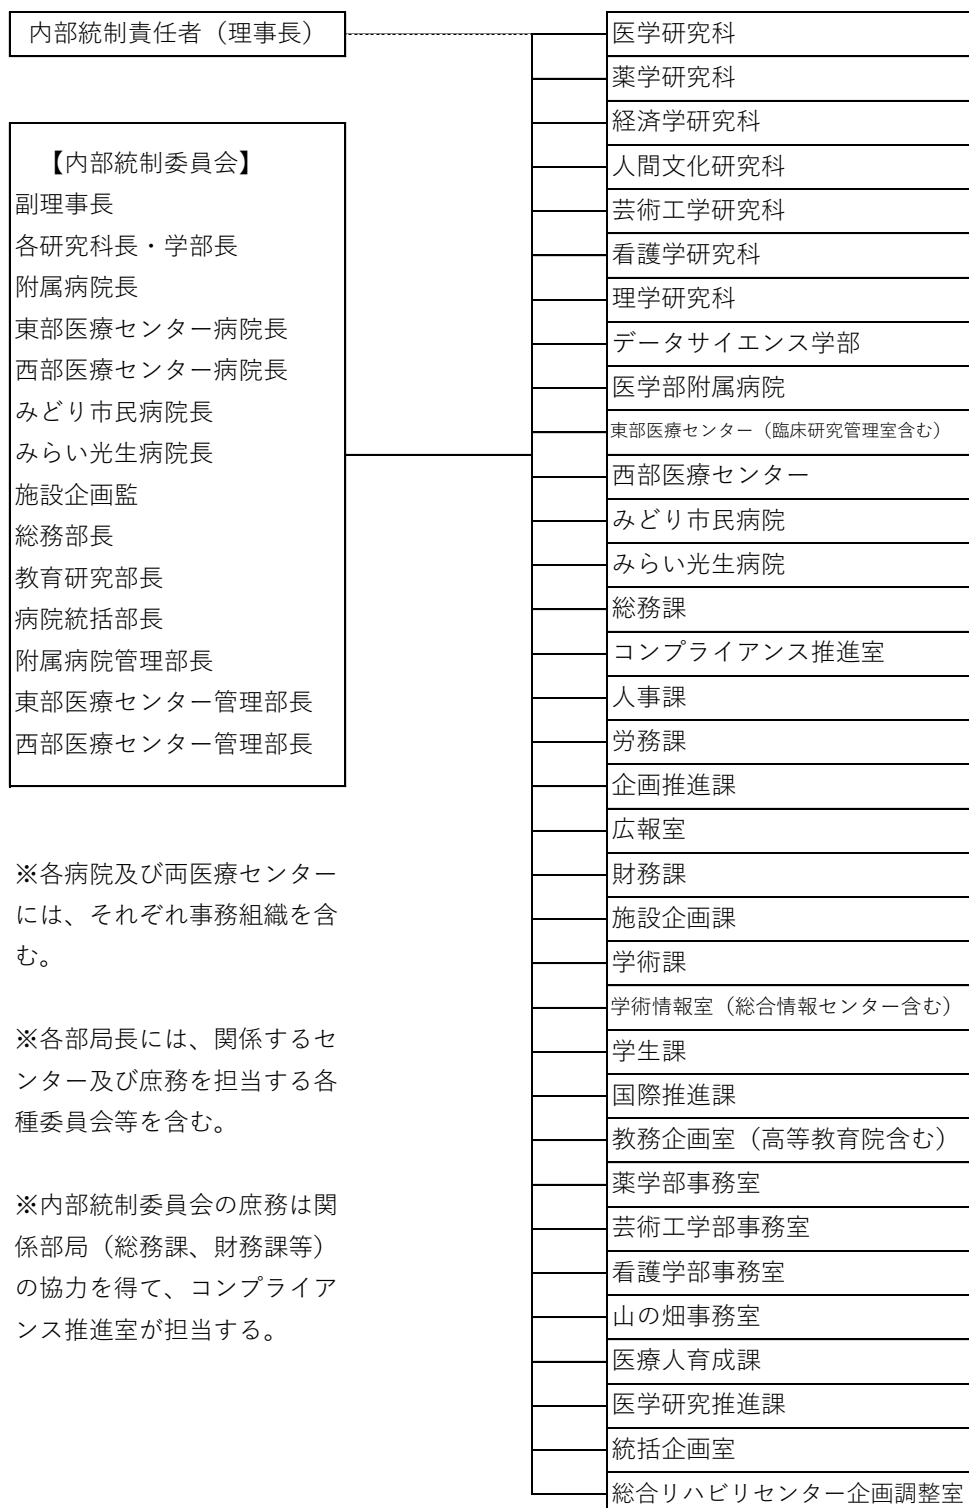 内部統制責任者（理事長）
【内部統制委員会】
副理事長
各研究科長・学部長
附属病院長
東部医療センター病院長
西部医療センター病院長
みどり市民病院長
みらい光生病院長
施設企画監
総務部長
教育研究部長
病院統括部長
附属病院管理部長
東部医療センター管理部長
西部医療センター管理部長
※各病院及び両医療センター
には、それぞれ事務組織を含
む。
※各部局長には、関係するセ
ンター及び庶務を担当する各
種委員会等を含む。
※内部統制委員会の庶務は関
係部局（総務課、財務課等）
の協力を得て、コンプライア
ンス推進室が担当する。
医学研究科
薬学研究科
経済学研究科
人間文化研究科
芸術工学研究科
看護学研究科
理学研究科
データサイエンス学部
医学部附属病院
東部医療センター（臨床研究管理室含む）
西部医療センター
みどり市民病院
みらい光生病院
総務課
コンプライアンス推進室
人事課
労務課
企画推進課
広報室
財務課
施設企画課
学術課
学術情報室（総合情報センター含む）
学生課
国際推進課
教務企画室（高等教育院含む）
薬学部事務室
芸術工学部事務室
看護学部事務室
山の畑事務室
医療人育成課
医学研究推進課
統括企画室
総合リハビリセンター企画調整室